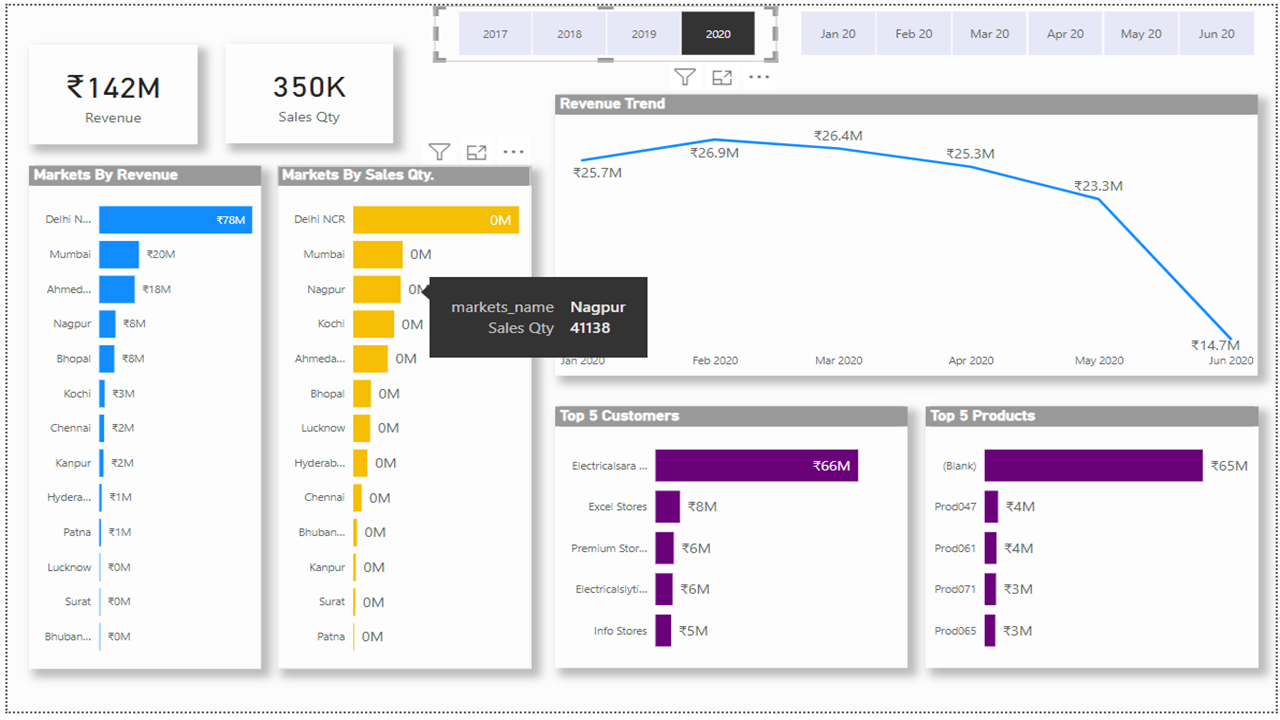 2017 2018 2019 2020
Jan 20 Feb 20 Mar 20 Apr 20 May 20 Jun 20
₹142M
Revenue
350K
Sales Qty
Markets By Revenue
Delhi N... ₹78M
Mumbai ₹20M
Ahmed... ₹18M
Nagpur ₹8M
Bhopal ₹8M
Kochi ₹3M
Chennai ₹2M
Kanpur ₹2M
Hydera... ₹1M
Patna ₹1M
Lucknow ₹0M
Surat ₹0M
Bhuban... ₹0M
Markets By Sales Qty.
Delhi NCR 0M
Mumbai 0M
Nagpur 0M
Kochi 0M
Ahmeda... 0M
Bhopal 0M
Lucknow 0M
Hyderab... 0M
Chennai 0M
Bhuban... 0M
Kanpur 0M
Surat 0M
Patna 0M
markets_name Nagpur
Sales Qty 41138
Revenue Trend
₹25.7M ₹26.9M ₹26.4M ₹25.3M ₹23.3M ₹14.7M
Jan 2020 Feb 2020 Mar 2020 Apr 2020 May 2020 Jun 2020
Top 5 Customers
Electricalsara ... ₹66M
Excel Stores ₹8M
Premium Stor... ₹6M
Electricalslyti... ₹6M
Info Stores ₹5M
Top 5 Products
(Blank) ₹65M
Prod047 ₹4M
Prod061 ₹4M
Prod071 ₹3M
Prod065 ₹3M